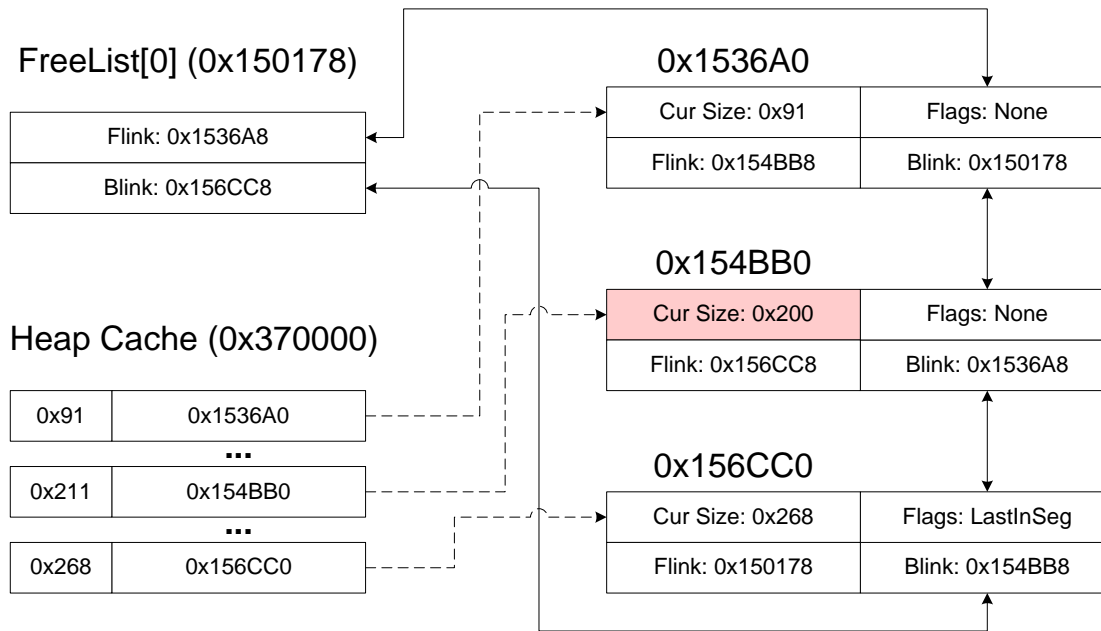 FreeList[0] (0x150178)
Flink: 0x1536A8
Blink: 0x156CC8
Heap Cache (0x370000)
0x91 0x1536A0
...
0x211 0x154BB0
...
0x268 0x156CC0
0x1536A0
Cur Size: 0x91 Flags: None
Flink: 0x154BB8 Blink: 0x150178
0x154BB0
Cur Size: 0x200 Flags: None
Flink: 0x156CC8 Blink: 0x1536A8
0x156CC0
Cur Size: 0x268 Flags: LastInSeg
Flink: 0x150178 Blink: 0x154BB8